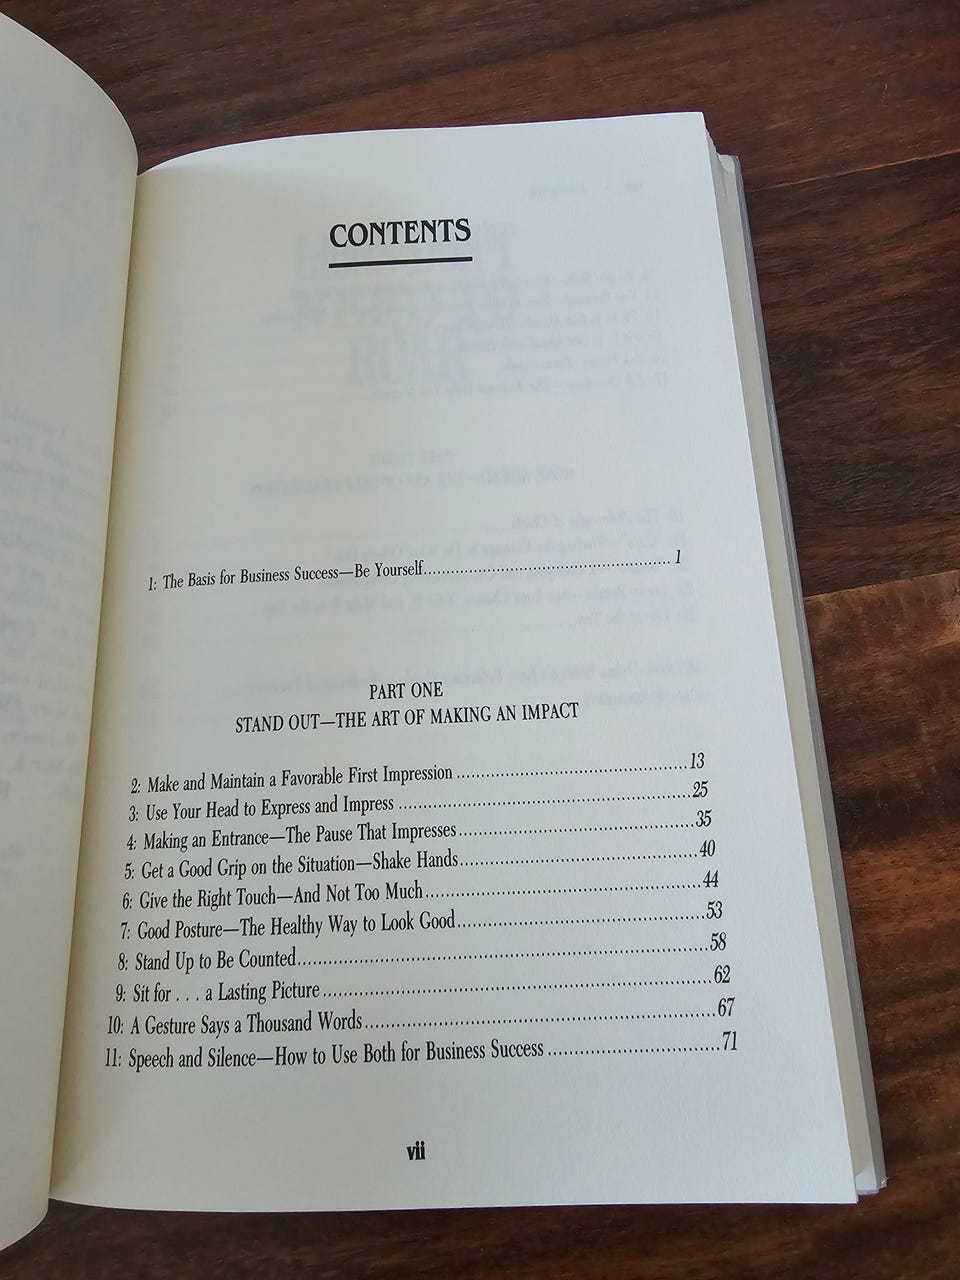 CONTENTS
1: The Basis for Business Success—Be Yourself........................................................ 1
PART ONE
STAND OUT—THE ART OF MAKING AN IMPACT
2: Make and Maintain a Favorable First Impression ....................................................13
3: Use Your Head to Express and Impress ..................................................................25
4: Making an Entrance—The Pause That Impresses.....................................................35
5: Get a Good Grip on the Situation—Shake Hands.....................................................40
6: Give the Right Touch—And Not Too Much..............................................................44
7: Good Posture—The Healthy Way to Look Good.......................................................53
8: Stand Up to Be Counted..........................................................................................58
9: Sit for . . . a Lasting Picture.....................................................................................62
10: A Gesture Says a Thousand Words.........................................................................67
11: Speech and Silence—How to Use Both for Business Success ...................................71
vii